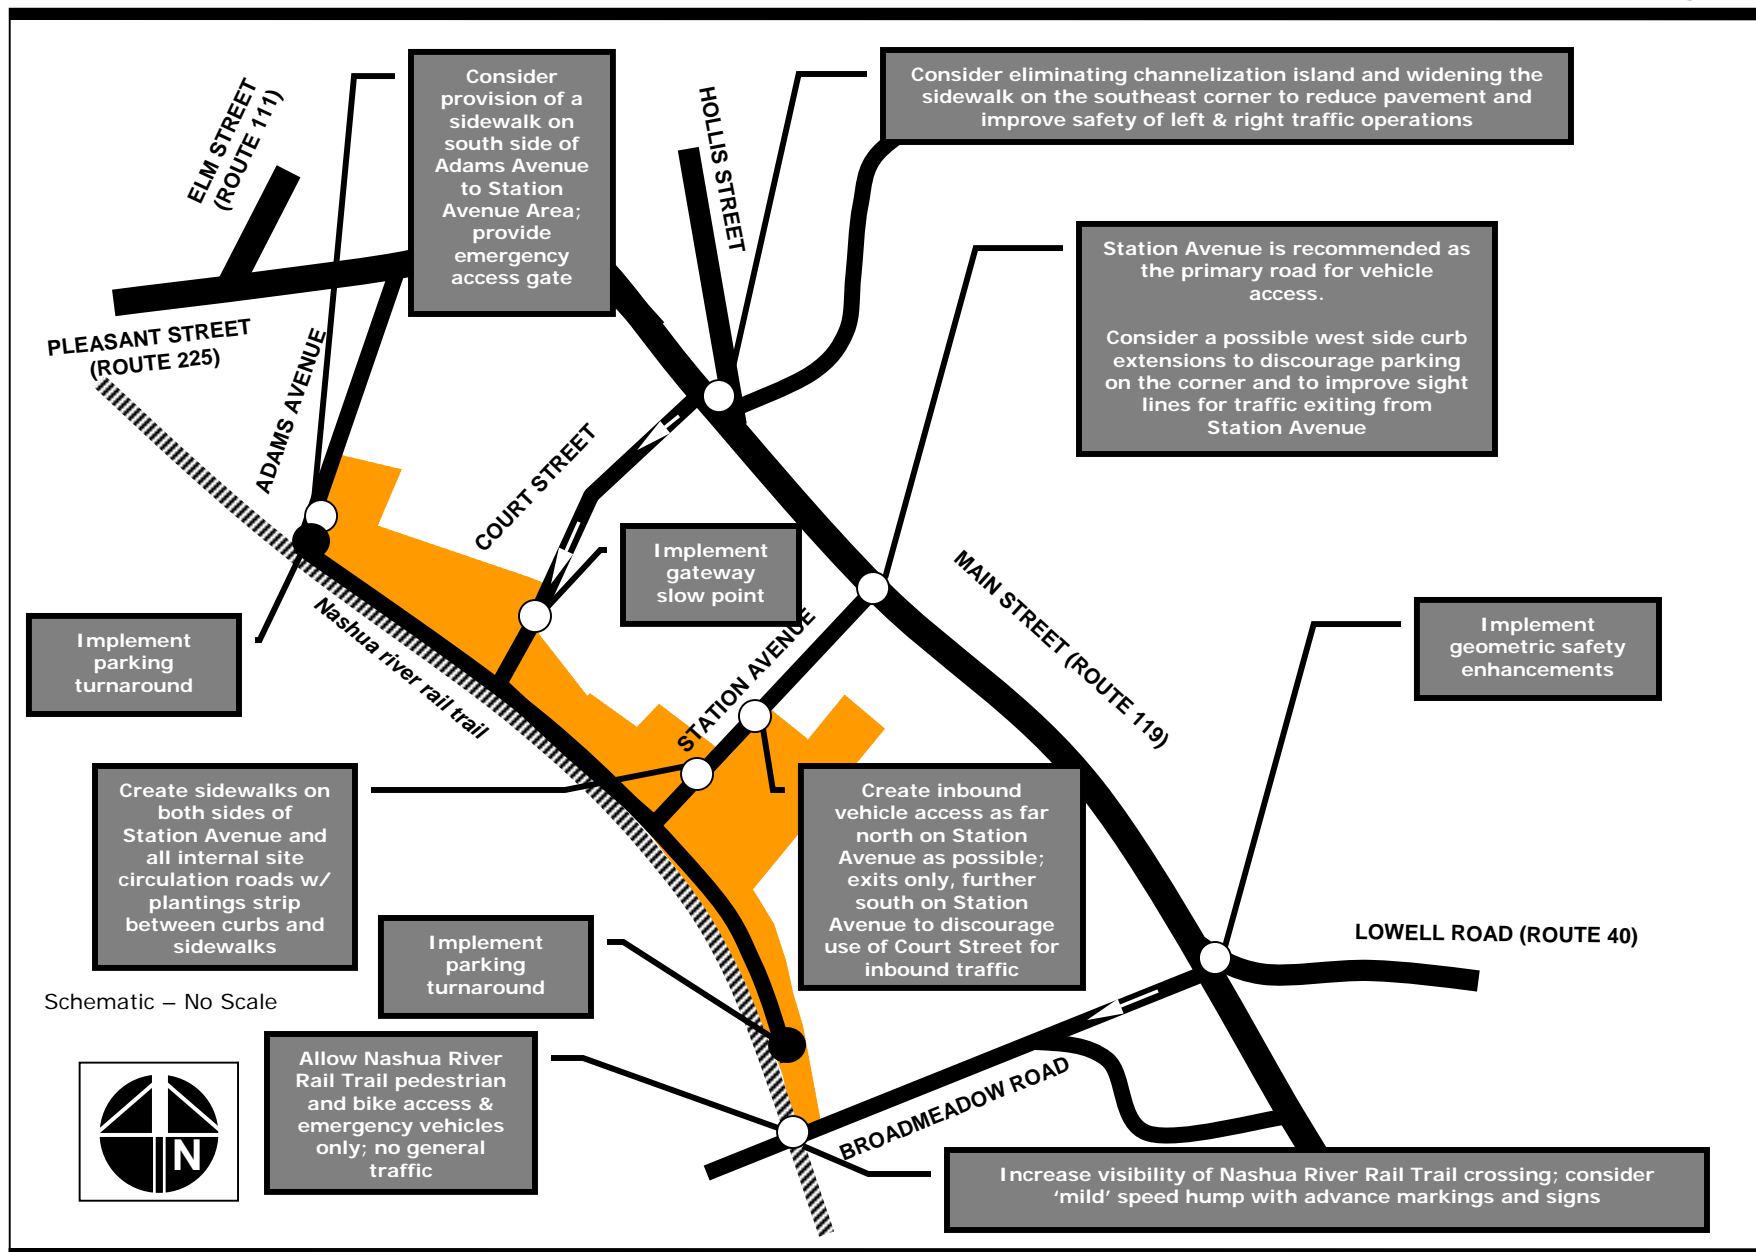 Consider
provision of a
sidewalk on
south side of
Adams Avenue
to Station
Avenue Area;
provide
emergency
access gate
Consider eliminating channelization island and widening the
sidewalk on the southeast corner to reduce pavement and
improve safety of left & right traffic operations
ELM STREET
(ROUTE 111)
HOLLIS STREET
Station Avenue is recommended as
the primary road for vehicle
access.
Consider a possible west side curb
extensions to discourage parking
on the corner and to improve sight
lines for traffic exiting from
Station Avenue
PLEASANT STREET
(ROUTE 225)
ADAMS AVENUE
COURT STREET
Implement
gateway
slow point
MAIN STREET (ROUTE 119)
Implement
geometric safety
enhancements
Implement
parking
turnaround
Nashua river rail trail
STATION AVENUE
Create sidewalks on
both sides of
Station Avenue and
all internal site
circulation roads w/
plantings strip
between curbs and
sidewalks
Create inbound
vehicle access as far
north on Station
Avenue as possible;
exits only, further
south on Station
Avenue to discourage
use of Court Street for
inbound traffic
Implement
parking
turnaround
LOWELL ROAD (ROUTE 40)
Schematic – No Scale
Allow Nashua River
Rail Trail pedestrian
and bike access &
emergency vehicles
only; no general
traffic
BROADMEADOW ROAD
N
Increase visibility of Nashua River Rail Trail crossing; consider
‘mild’ speed hump with advance markings and signs